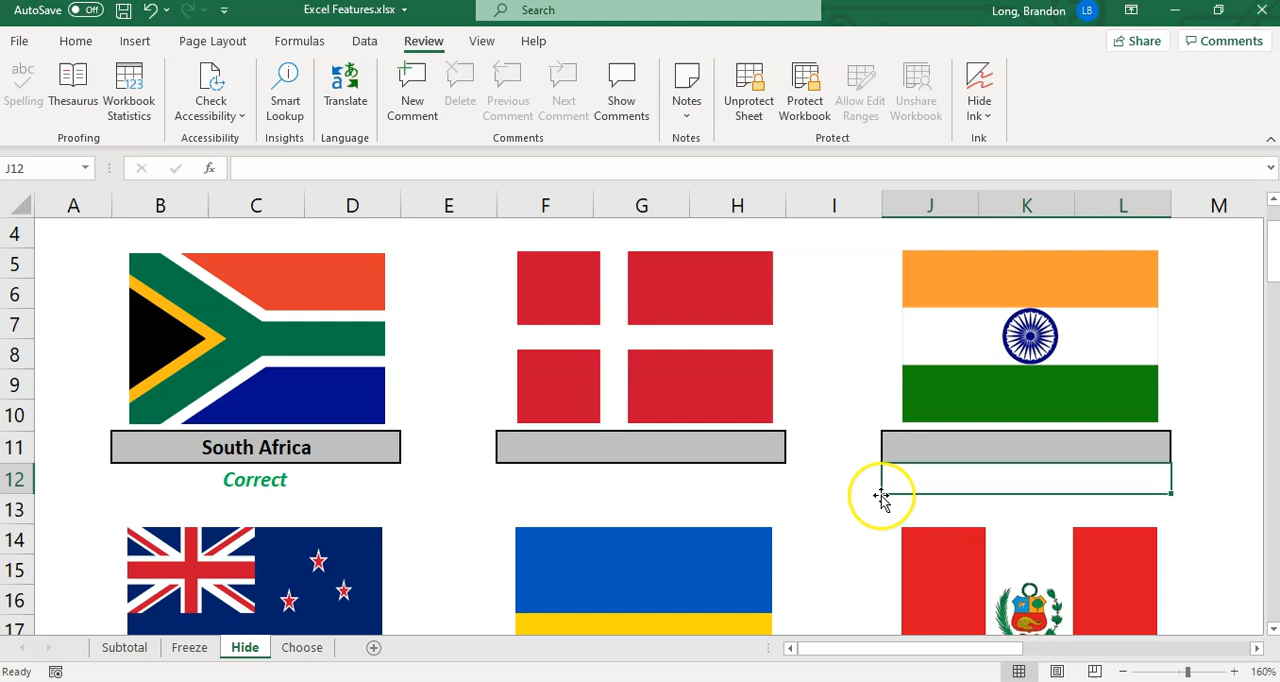 AutoSave Off Excel Features.xlsx Search Long, Brandon LB
File Home Insert Page Layout Formulas Data Review View Help Share Comments
abc 123
Spelling Thesaurus Workbook Statistics Check Accessibility Smart Lookup Translate New Comment Delete Previous Comment Next Comment Show Comments Notes Unprotect Sheet Protect Workbook Allow Edit Ranges Unshare Workbook Hide Ink
Proofing Accessibility Insights Language Comments Notes Protect Ink
J12 fx
A B C D E F G H I J K L M
4
5
6
7
8
9
10
11 South Africa
12 Correct
13
14
15
16
17
Subtotal Freeze Hide Choose
Ready 160%